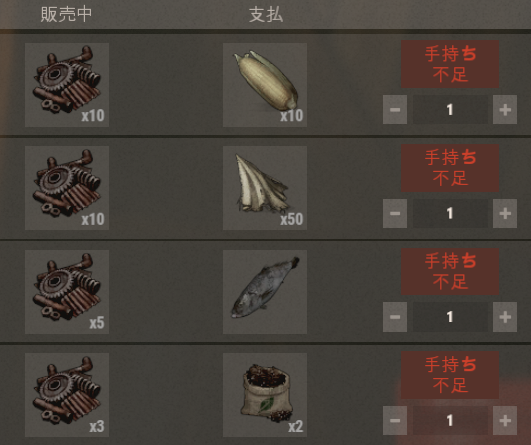 販売中 支払
x10 x10 手持ち
不足
- 1 +
x10 x50 手持ち
不足
- 1 +
x5 手持ち
不足
- 1 +
x3 x2 手持ち
不足
- 1 +